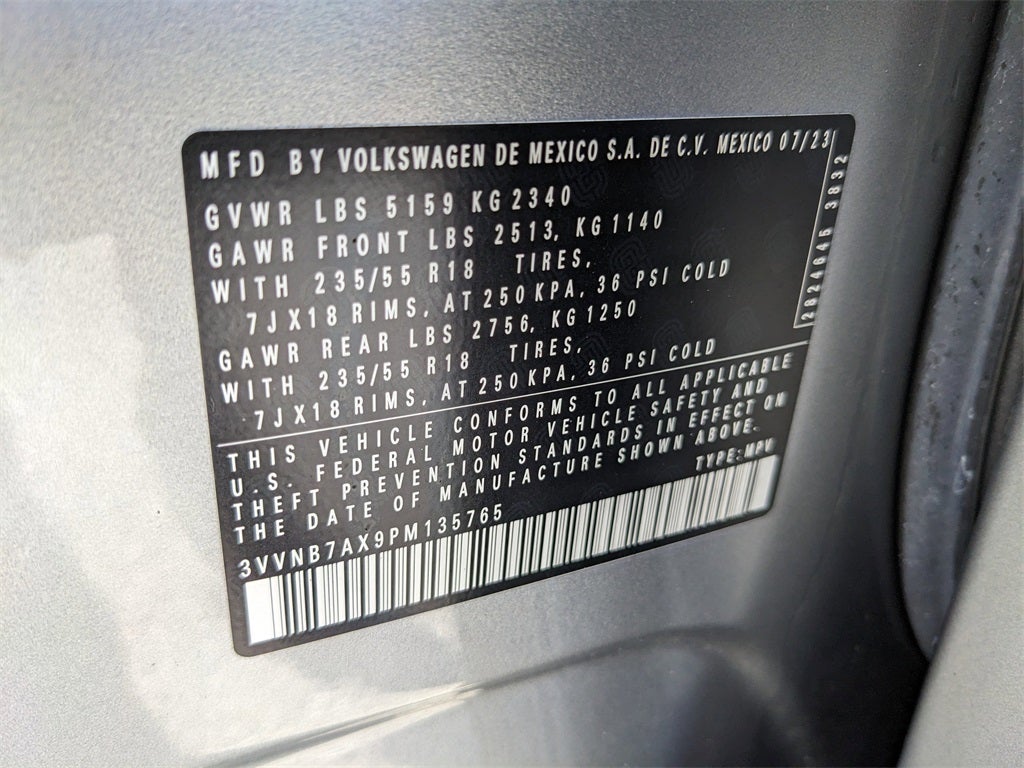 MFD BY VOLKSWAGEN DE MEXICO S.A. DE C.V. MEXICO 07/23
GVWR LBS 5159 KG 2340
GAWR FRONT LBS 2513, KG 1140
WITH 235/55 R18 TIRES,
7JX18 RIMS, AT 250 KPA, 36 PSI COLD
GAWR REAR LBS 2756, KG 1250
WITH 235/55 R18 TIRES,
7JX18 RIMS, AT 250 KPA, 36 PSI COLD
2824645 3832
THIS VEHICLE CONFORMS TO ALL APPLICABLE
U.S. FEDERAL MOTOR VEHICLE SAFETY AND
THEFT PREVENTION STANDARDS IN EFFECT ON
THE DATE OF MANUFACTURE SHOWN ABOVE.
TYPE:MPV
3VVNB7AX9PM135765